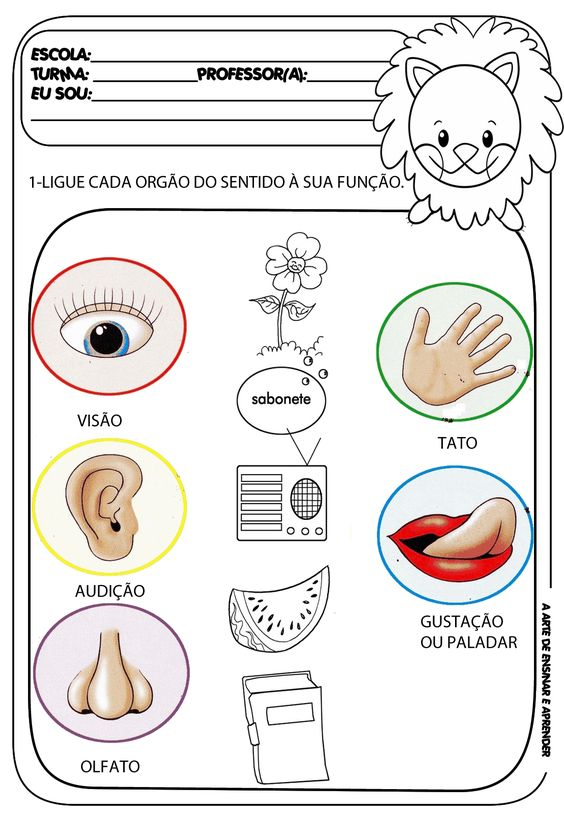 ESCOLA:
TURMA: PROFESSOR(A):
EU SOU:
1-LIGUE CADA ORGÃO DO SENTIDO À SUA FUNÇÃO.
sabonete
VISÃO
TATO
AUDIÇÃO
GUSTAÇÃO
OU PALADAR
OLFATO
A ARTE DE ENSINAR E APRENDER